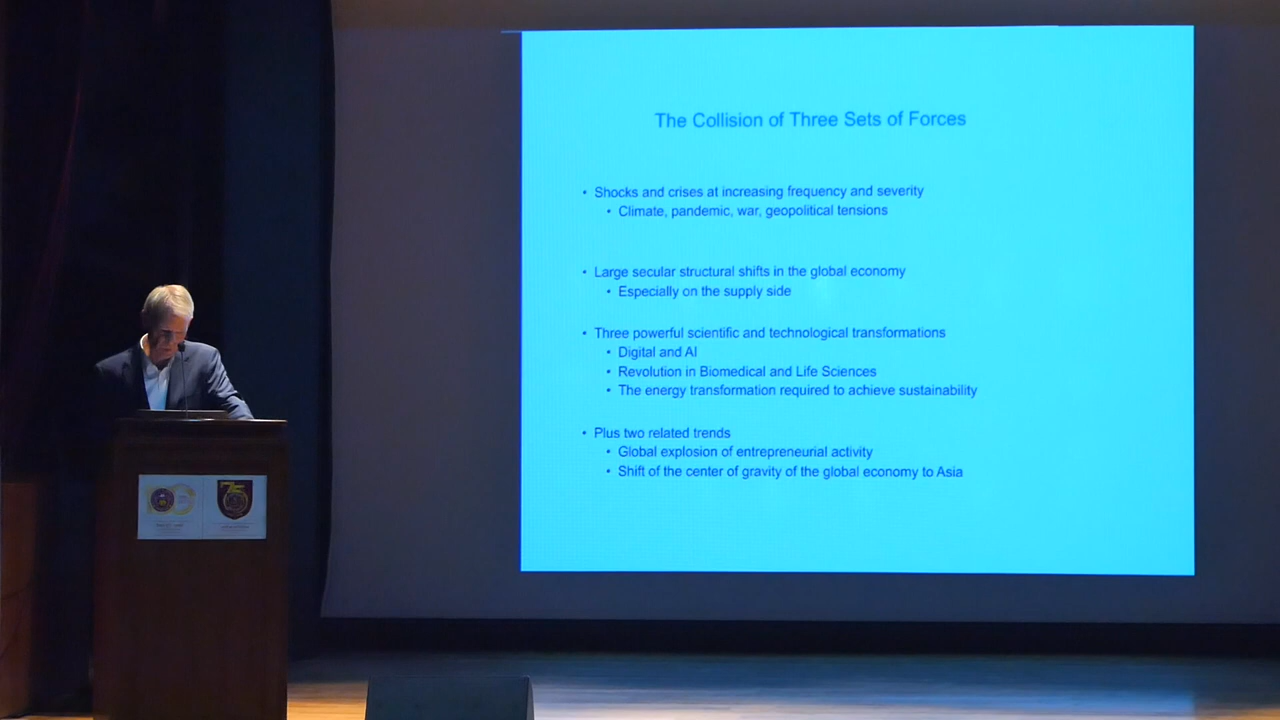 The Collision of Three Sets of Forces
• Shocks and crises at increasing frequency and severity
• Climate, pandemic, war, geopolitical tensions
• Large secular structural shifts in the global economy
• Especially on the supply side
• Three powerful scientific and technological transformations
• Digital and AI
• Revolution in Biomedical and Life Sciences
• The energy transformation required to achieve sustainability
• Plus two related trends
• Global explosion of entrepreneurial activity
• Shift of the center of gravity of the global economy to Asia